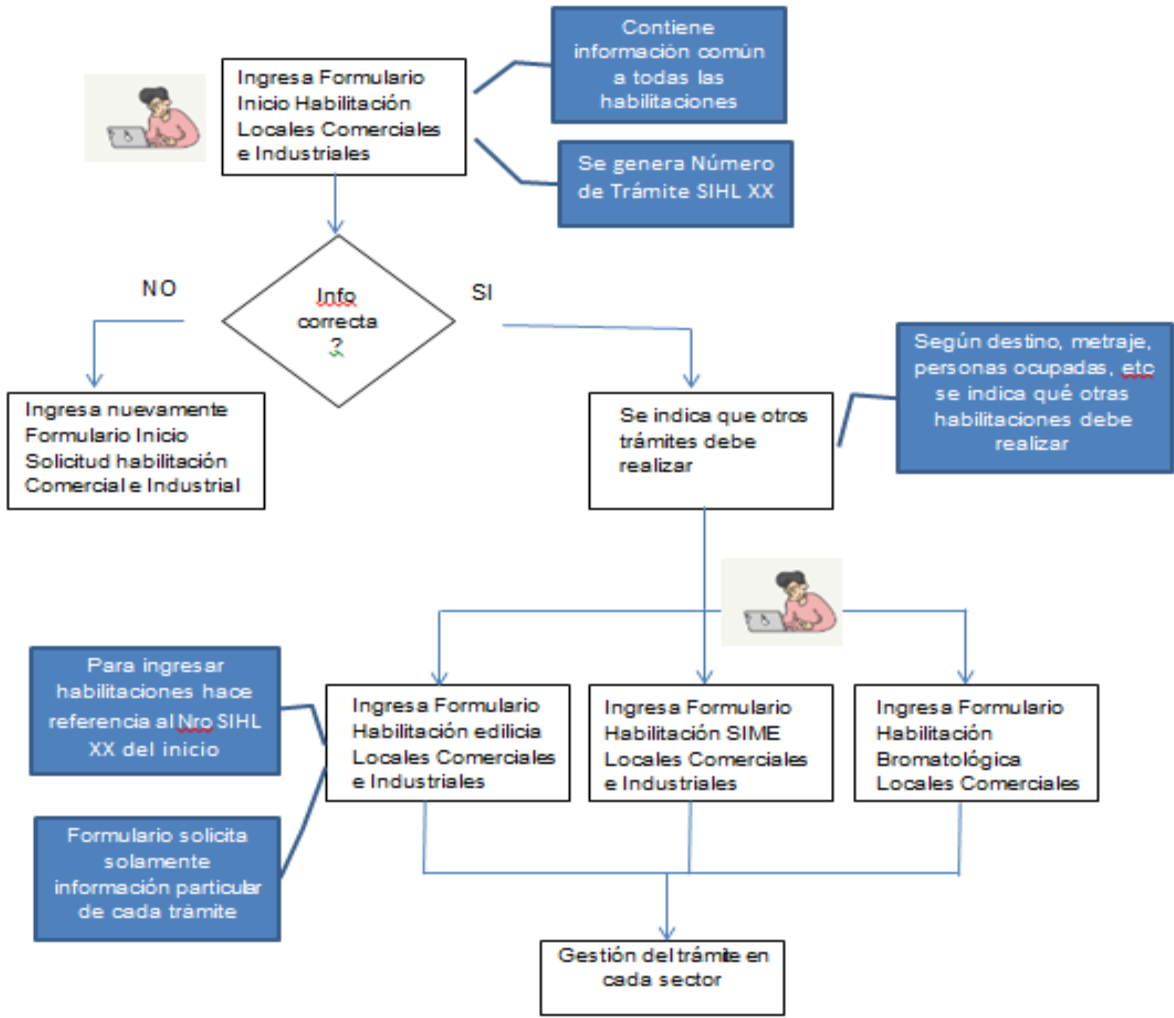 Contiene
información común
a todas las
habilitaciones
Ingresa Formulario
Inicio Habilitación
Locales Comerciales
e Industriales
Se genera Número
de Trámite SIHL XX
NO
SI
Info
correcta
?
Según destino, metraje,
personas ocupadas, etc
se indica qué otras
habilitaciones debe
realizar
Ingresa nuevamente
Formulario Inicio
Solicitud habilitación
Comercial e Industrial
Se indica que otros
trámites debe
realizar
Para ingresar
habilitaciones hace
referencia al Nro SIHL
XX del inicio
Ingresa Formulario
Habilitación edilicia
Locales Comerciales
e Industriales
Ingresa Formulario
Habilitación SIME
Locales Comerciales
e Industriales
Ingresa Formulario
Habilitación
Bromatológica
Locales Comerciales
Formulario solicita
solamente
información particular
de cada trámite
Gestión del trámite en
cada sector